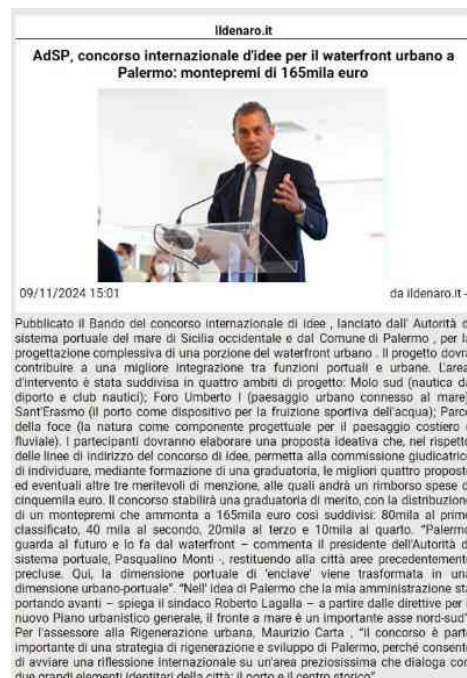 Ildenaro.it
AdSP, concorso internazionale d'idee per il waterfront urbano a
Palermo: montepremi di 165mila euro
09/11/2024 15:01
da ildenaro.it -
Pubblicato il Bando del concorso internazionale di idee , lanciato dall' Autorità d
sistema portuale del mare di Sicilia occidentale e dal Comune di Palermo , per la
progettazione complessiva di una porzione del waterfront urbano . Il progetto dovrà
contribuire a una migliore integrazione tra funzioni portuali e urbane. L'area
d'intervento è stata suddivisa in quattro ambiti di progetto: Molo sud (nautica da
diporto e club nautici); Foro Umberto I (paesaggio urbano connesso al mare)
Sant'Erasmo (il porto come dispositivo per la fruizione sportiva dell'acqua); Parco
della foce (la natura come componente progettuale per il paesaggio costiero e
fluviale). I partecipanti dovranno elaborare una proposta ideativa che, nel rispetto
delle linee di indirizzo del concorso di idee, permetta alla commissione giudicatrice
di individuare, mediante formazione di una graduatoria, le migliori quattro proposte
ed eventuali altre tre meritevoli di menzione, alle quali andrà un rimborso spese d
cinquemila euro. Il concorso stabilirà una graduatoria di merito, con la distribuzione
di un montepremi che ammonta a 165mila euro così suddivisi: 80mila al primo
classificato, 40 mila al secondo, 20mila al terzo e 10mila al quarto. "Palermo
guarda al futuro e lo fa dal waterfront – commenta il presidente dell'Autorità d
sistema portuale, Pasqualino Monti -, restituendo alla città aree precedentemente
precluse. Qui, la dimensione portuale di 'enclave' viene trasformata in una
dimensione urbano-portuale". "Nell' idea di Palermo che la mia amministrazione sta
portando avanti – spiega il sindaco Roberto Lagalla – a partire dalle direttive per i
nuovo Piano urbanistico generale, il fronte a mare è un importante asse nord-sud".
Per l'assessore alla Rigenerazione urbana, Maurizio Carta , "il concorso è parte
importante di una strategia di rigenerazione e sviluppo di Palermo, perché consente
di avviare una riflessione internazionale su un'area preziosissima che dialoga con
due grandi elementi identitari della città: il porto e il centro storico".